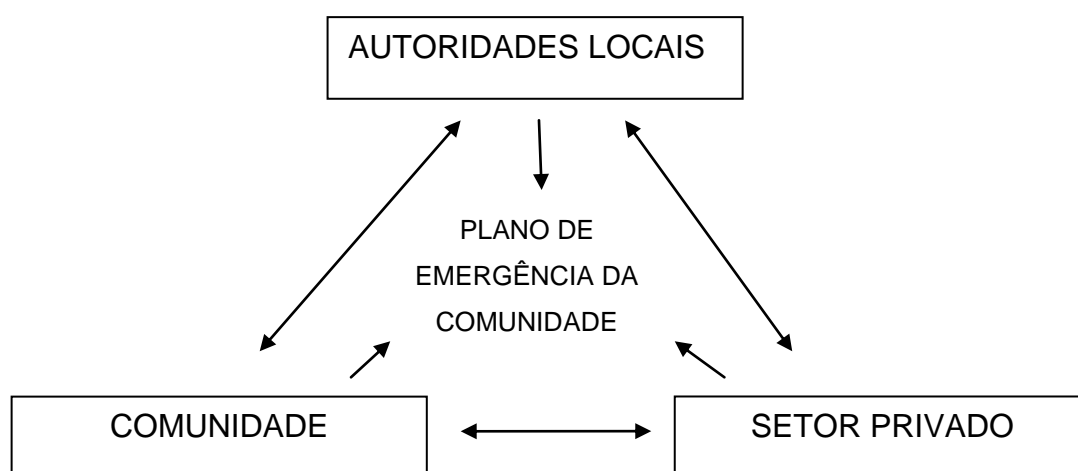 AUTORIDADES LOCAIS
PLANO DE
EMERGÊNCIA DA
COMUNIDADE
COMUNIDADE
SETOR PRIVADO